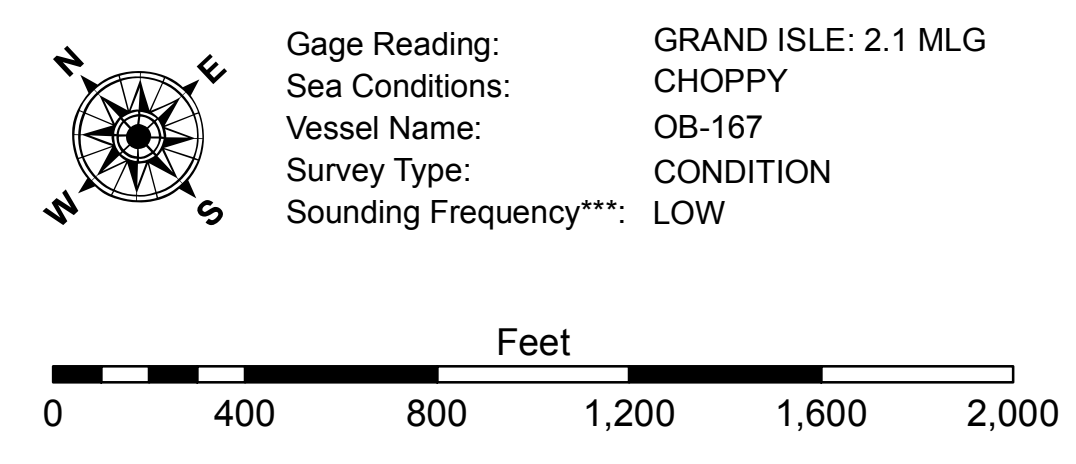 N E
W S
Gage Reading: GRAND ISLE: 2.1 MLG
Sea Conditions: CHOPPY
Vessel Name: OB-167
Survey Type: CONDITION
Sounding Frequency***: LOW
Feet
0 400 800 1,200 1,600 2,000